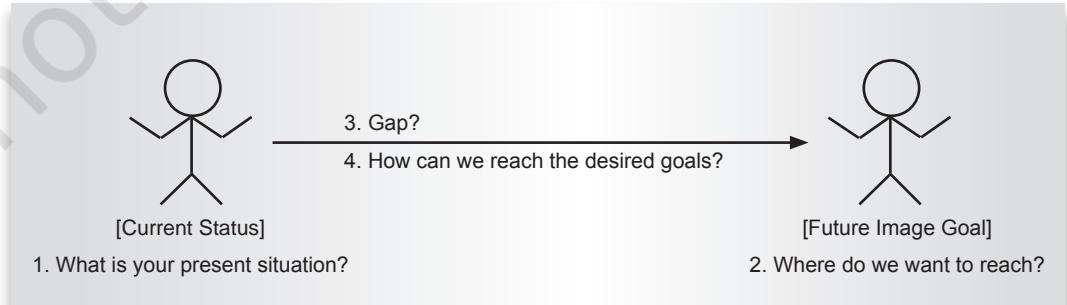 3. Gap?
4. How can we reach the desired goals?
[Current Status]
[Future Image Goal]
1. What is your present situation?
2. Where do we want to reach?